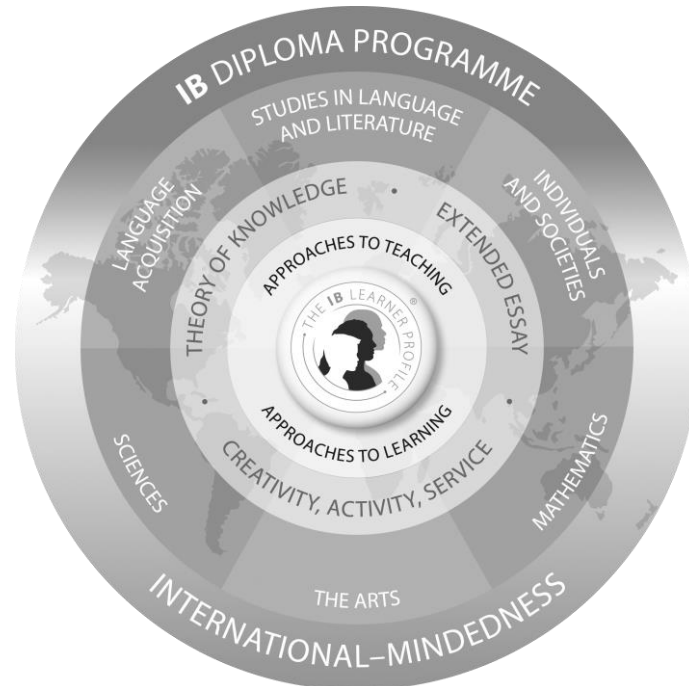 IB DIPLOMA PROGRAMME
STUDIES IN LANGUAGE
AND LITERATURE
LANGUAGE
ACQUISITION
INDIVIDUALS
AND SOCIETIES
THEORY OF KNOWLEDGE
EXTENDED ESSAY
APPROACHES TO TEACHING
THE IB LEARNER PROFILE
®
APPROACHES TO LEARNING
CREATIVITY, ACTIVITY, SERVICE
SCIENCES
MATHEMATICS
THE ARTS
INTERNATIONAL–MINDEDNESS